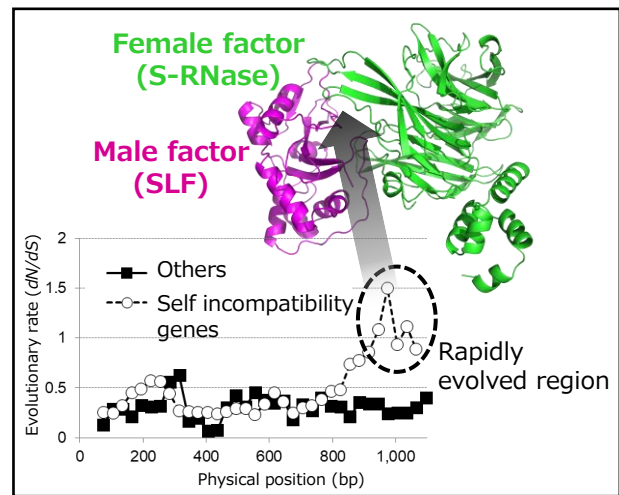 Female factor
(S-RNase)
Male factor
(SLF)
2
1.5
1
0.5
0
Evolutionary rate (dN/dS)
Others
Self incompatibility
genes
Rapidly
evolved region
0
200
400
600
800
1,000
Physical position (bp)